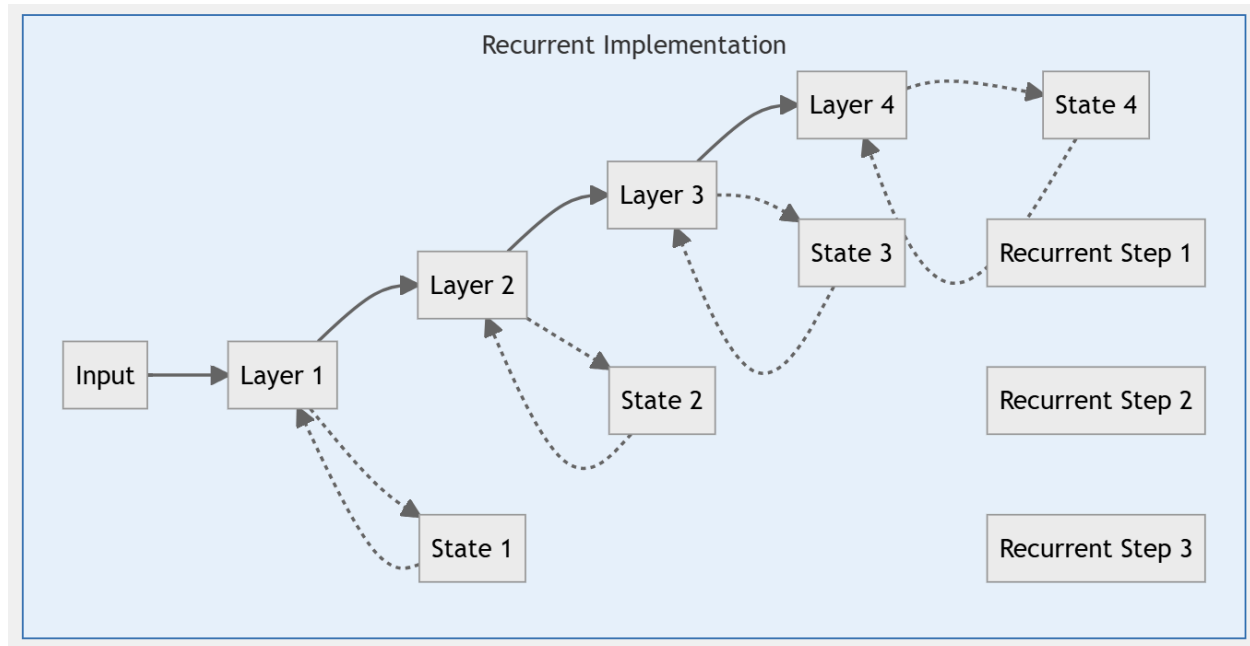 Recurrent Implementation
Layer 4
State 4
Layer 3
State 3
Recurrent Step 1
Layer 2
Input
Layer 1
State 2
Recurrent Step 2
State 1
Recurrent Step 3